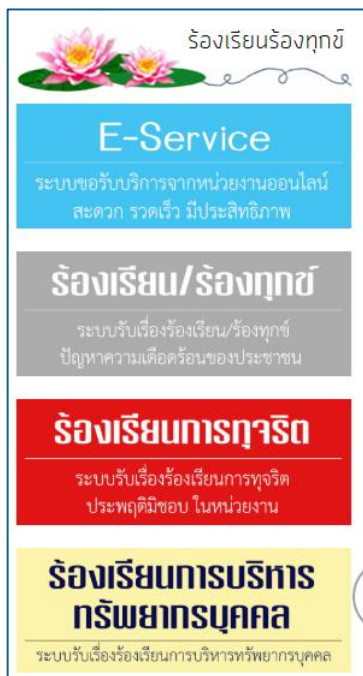 ร้องเรียนร้องทุกข์
E-Service
ระบบขอรับบริการจากหน่วยงานออนไลน์
สะดวก รวดเร็ว มีประสิทธิภาพ
ร้องเรียน/ร้องทุกข์
ระบบรับเรื่องร้องเรียน/ร้องทุกข์
ปัญหาความเดือดร้อนของประชาชน
ร้องเรียนการทุจริต
ระบบรับเรื่องร้องเรียนการทุจริต
ประพฤติมิชอบ ในหน่วยงาน
ร้องเรียนการบริหาร
ทรัพยากรบุคคล
ระบบรับเรื่องร้องเรียนการบริหารทรัพยากรบุคคล